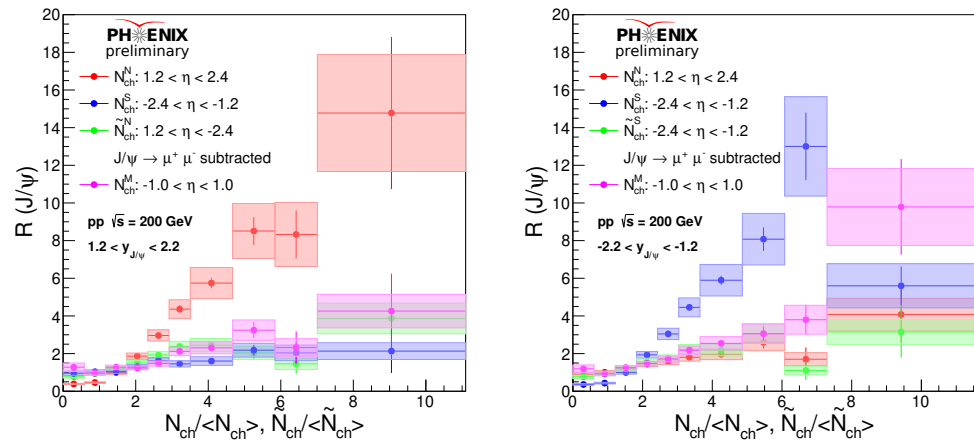 PHENIX
preliminary
N_ch^N: 1.2 < η < 2.4
N_ch^S: -2.4 < η < -1.2
Ñ_ch^N: 1.2 < η < -2.4
J/ψ → μ⁺ μ⁻ subtracted
N_ch^M: -1.0 < η < 1.0
pp √s = 200 GeV
1.2 < y_J/ψ < 2.2
R (J/ψ)
20
18
16
14
12
10
8
6
4
2
0
0 2 4 6 8 10
N_ch/<N_ch>, Ñ_ch/<Ñ_ch>
PHENIX
preliminary
N_ch^N: 1.2 < η < 2.4
N_ch^S: -2.4 < η < -1.2
Ñ_ch^S: -2.4 < η < -1.2
J/ψ → μ⁺ μ⁻ subtracted
N_ch^M: -1.0 < η < 1.0
pp √s = 200 GeV
-2.2 < y_J/ψ < -1.2
R (J/ψ)
20
18
16
14
12
10
8
6
4
2
0
0 2 4 6 8 10
N_ch/<N_ch>, Ñ_ch/<Ñ_ch>